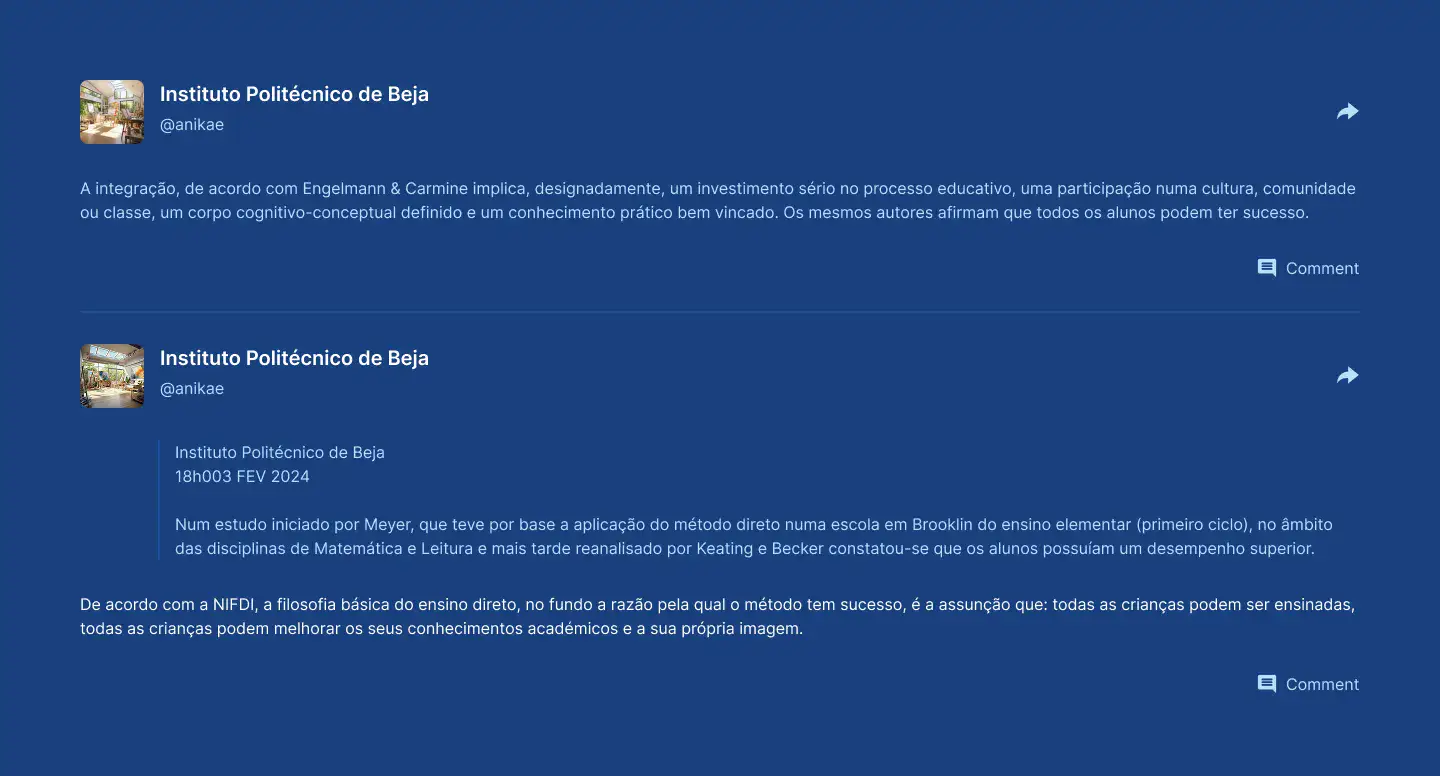 Instituto Politécnico de Beja
@anikae
A integração, de acordo com Engelmann & Carmine implica, designadamente, um investimento sério no processo educativo, uma participação numa cultura, comunidade
ou classe, um corpo cognitivo-conceptual definido e um conhecimento prático bem vincado. Os mesmos autores afirmam que todos os alunos podem ter sucesso.
Comment
Instituto Politécnico de Beja
@anikae
Instituto Politécnico de Beja
18h003 FEV 2024
Num estudo iniciado por Meyer, que teve por base a aplicação do método direto numa escola em Brooklin do ensino elementar (primeiro ciclo), no âmbito
das disciplinas de Matemática e Leitura e mais tarde reanalisado por Keating e Becker constatou-se que os alunos possuíam um desempenho superior.
De acordo com a NIFDI, a filosofia básica do ensino direto, no fundo a razão pela qual o método tem sucesso, é a assunção que: todas as crianças podem ser ensinadas,
todas as crianças podem melhorar os seus conhecimentos académicos e a sua própria imagem.
Comment